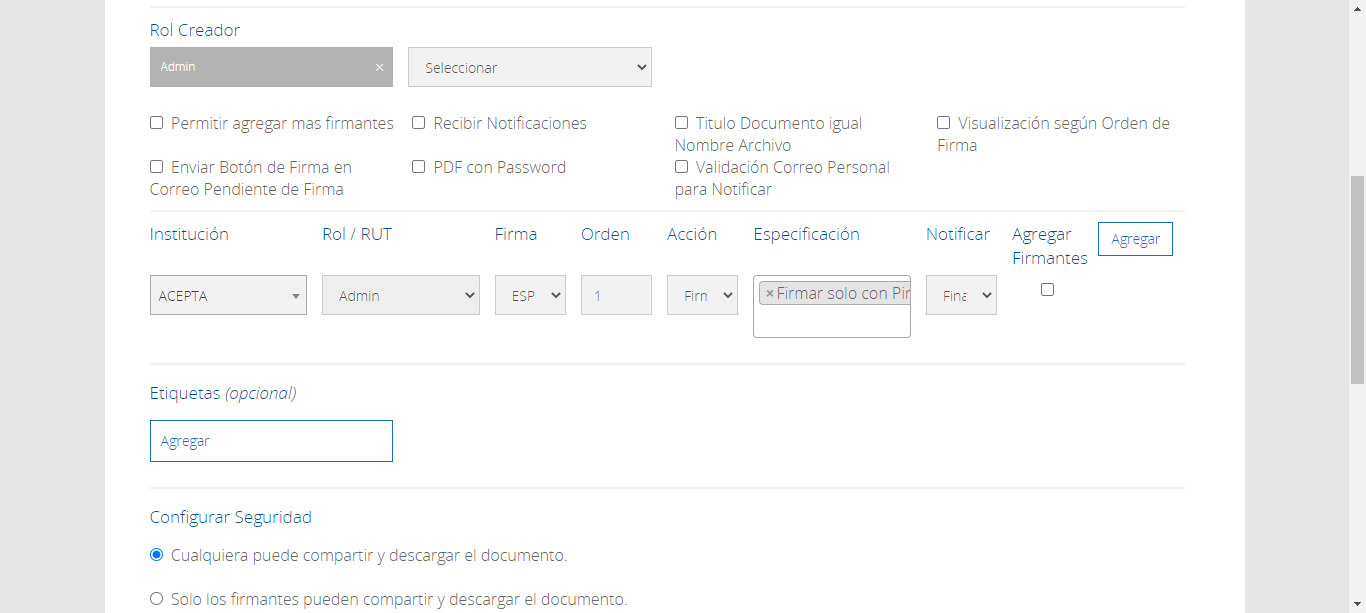 Rol Creador
Admin ×
Seleccionar
Permitir agregar mas firmantes
Recibir Notificaciones
Titulo Documento igual
Nombre Archivo
Visualización según Orden de
Firma
Enviar Botón de Firma en
Correo Pendiente de Firma
PDF con Password
Validación Correo Personal
para Notificar
Institución Rol / RUT Firma Orden Acción Especificación Notificar Agregar
Firmantes
Agregar
ACEPTA Admin ESP 1 Firn ×Firmar solo con Pin Fina
Etiquetas (opcional)
Agregar
Configurar Seguridad
Cualquiera puede compartir y descargar el documento.
Solo los firmantes pueden compartir y descargar el documento.